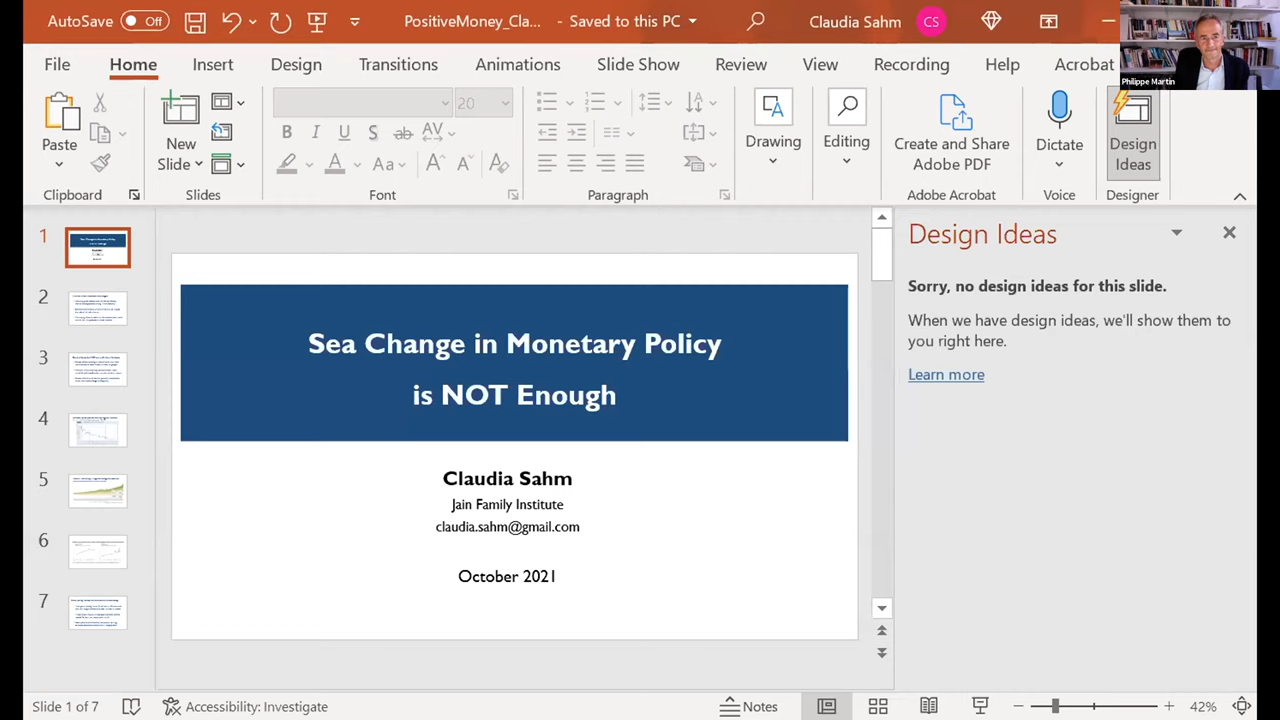 AutoSave Off PositiveMoney_Cla... - Saved to this PC Claudia Sahm CS
Philippe Martin
File Home Insert Design Transitions Animations Slide Show Review View Recording Help Acrobat
Paste
New
Slide
20
B I U S ab AV
Aa A A A
Drawing
Editing
Create and Share
Adobe PDF
Dictate
Design
Ideas
Clipboard Slides Font Paragraph Adobe Acrobat Voice Designer
1
2
3
4
5
6
7
Sea Change in Monetary Policy
is NOT Enough
Claudia Sahm
Jain Family Institute
claudia.sahm@gmail.com
October 2021
Design Ideas
Sorry, no design ideas for this slide.
When we have design ideas, we'll show them to
you right here.
Learn more
Slide 1 of 7 Accessibility: Investigate Notes 42%